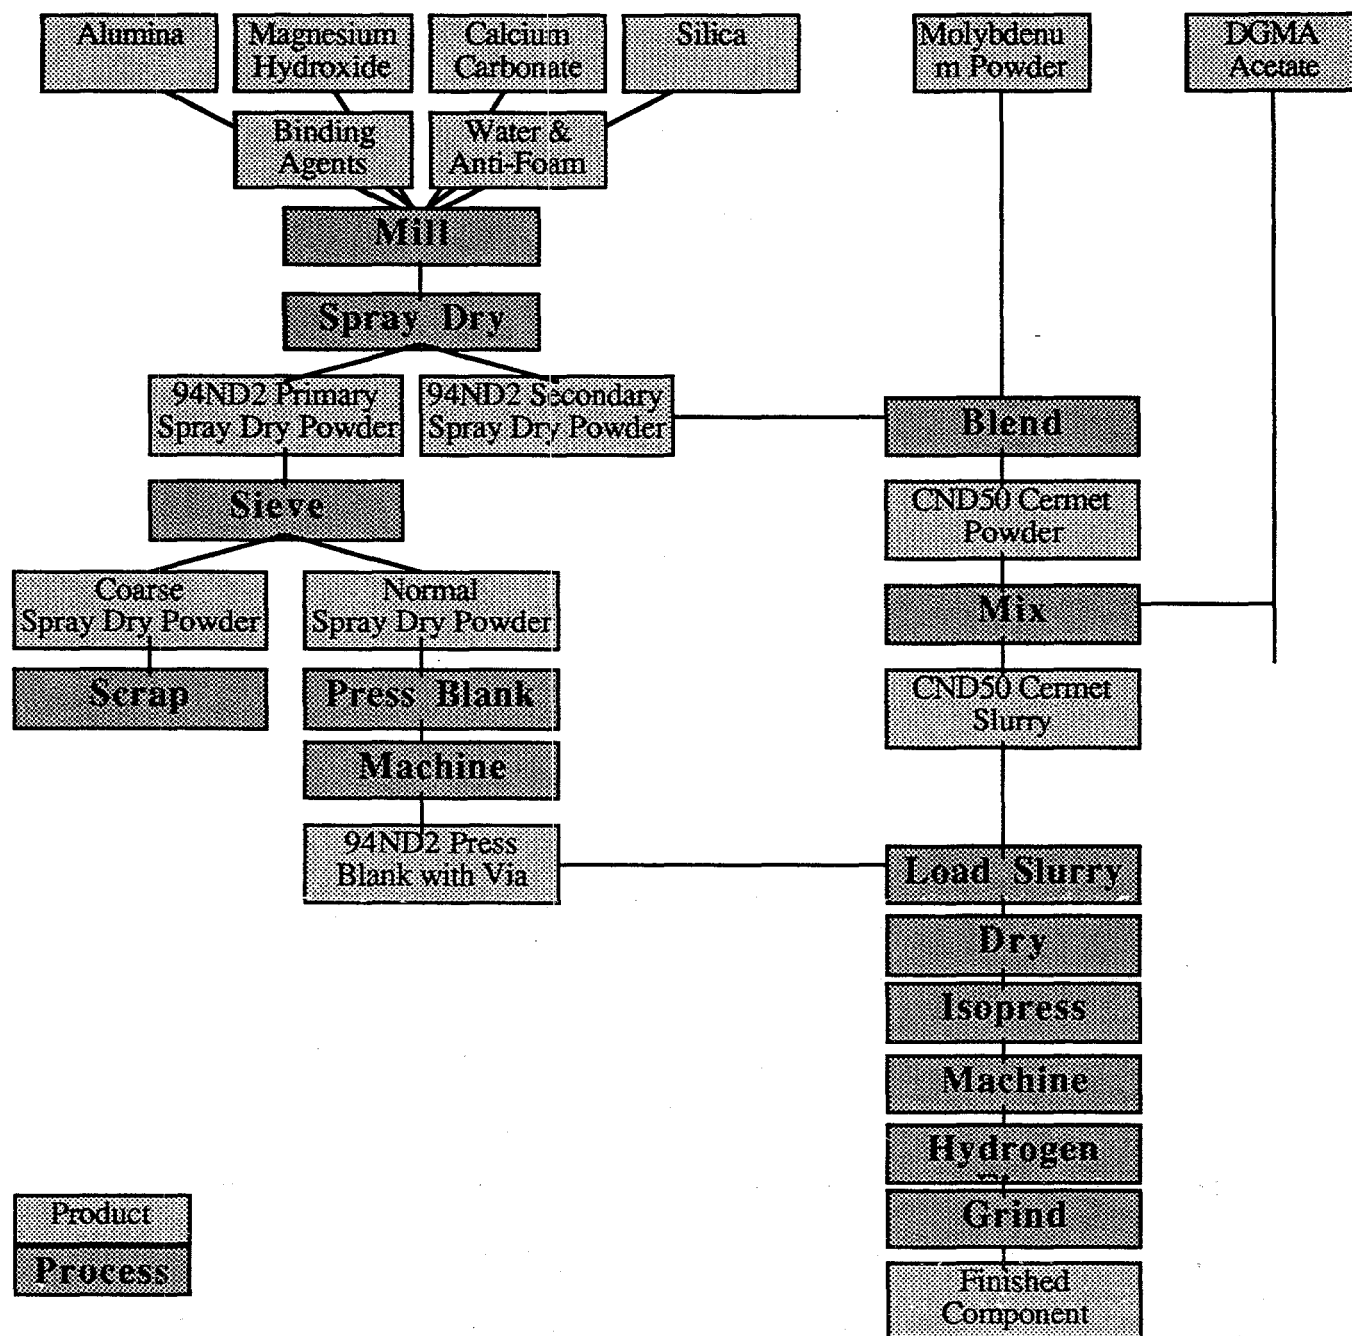 Alumina
Magnesium
Hydroxide
Calcium
Carbonate
Silica
Molybdenu
m Powder
DGMA
Acetate
Binding
Agents
Water &
Anti-Foam
Mill
Spray Dry
94ND2 Primary
Spray Dry Powder
94ND2 Secondary
Spray Dry Powder
Blend
Sieve
CND50 Cermet
Powder
Coarse
Spray Dry Powder
Normal
Spray Dry Powder
Mix
Scrap
Press Blank
CND50 Cermet
Slurry
Machine
94ND2 Press
Blank with Via
Load Slurry
Dry
Isopress
Machine
Hydrogen
Grind
Finished
Component
Product
Process